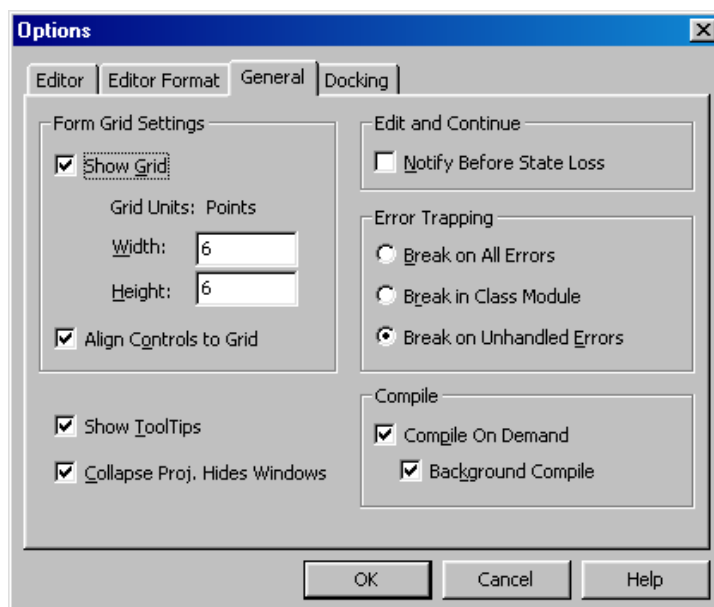 Options
Editor
Editor Format
General
Docking
Form Grid Settings
Show Grid
Grid Units: Points
Width: 6
Height: 6
Align Controls to Grid
Show ToolTips
Collapse Proj. Hides Windows
Edit and Continue
Notify Before State Loss
Error Trapping
Break on All Errors
Break in Class Module
Break on Unhandled Errors
Compile
Compile On Demand
Background Compile
OK
Cancel
Help